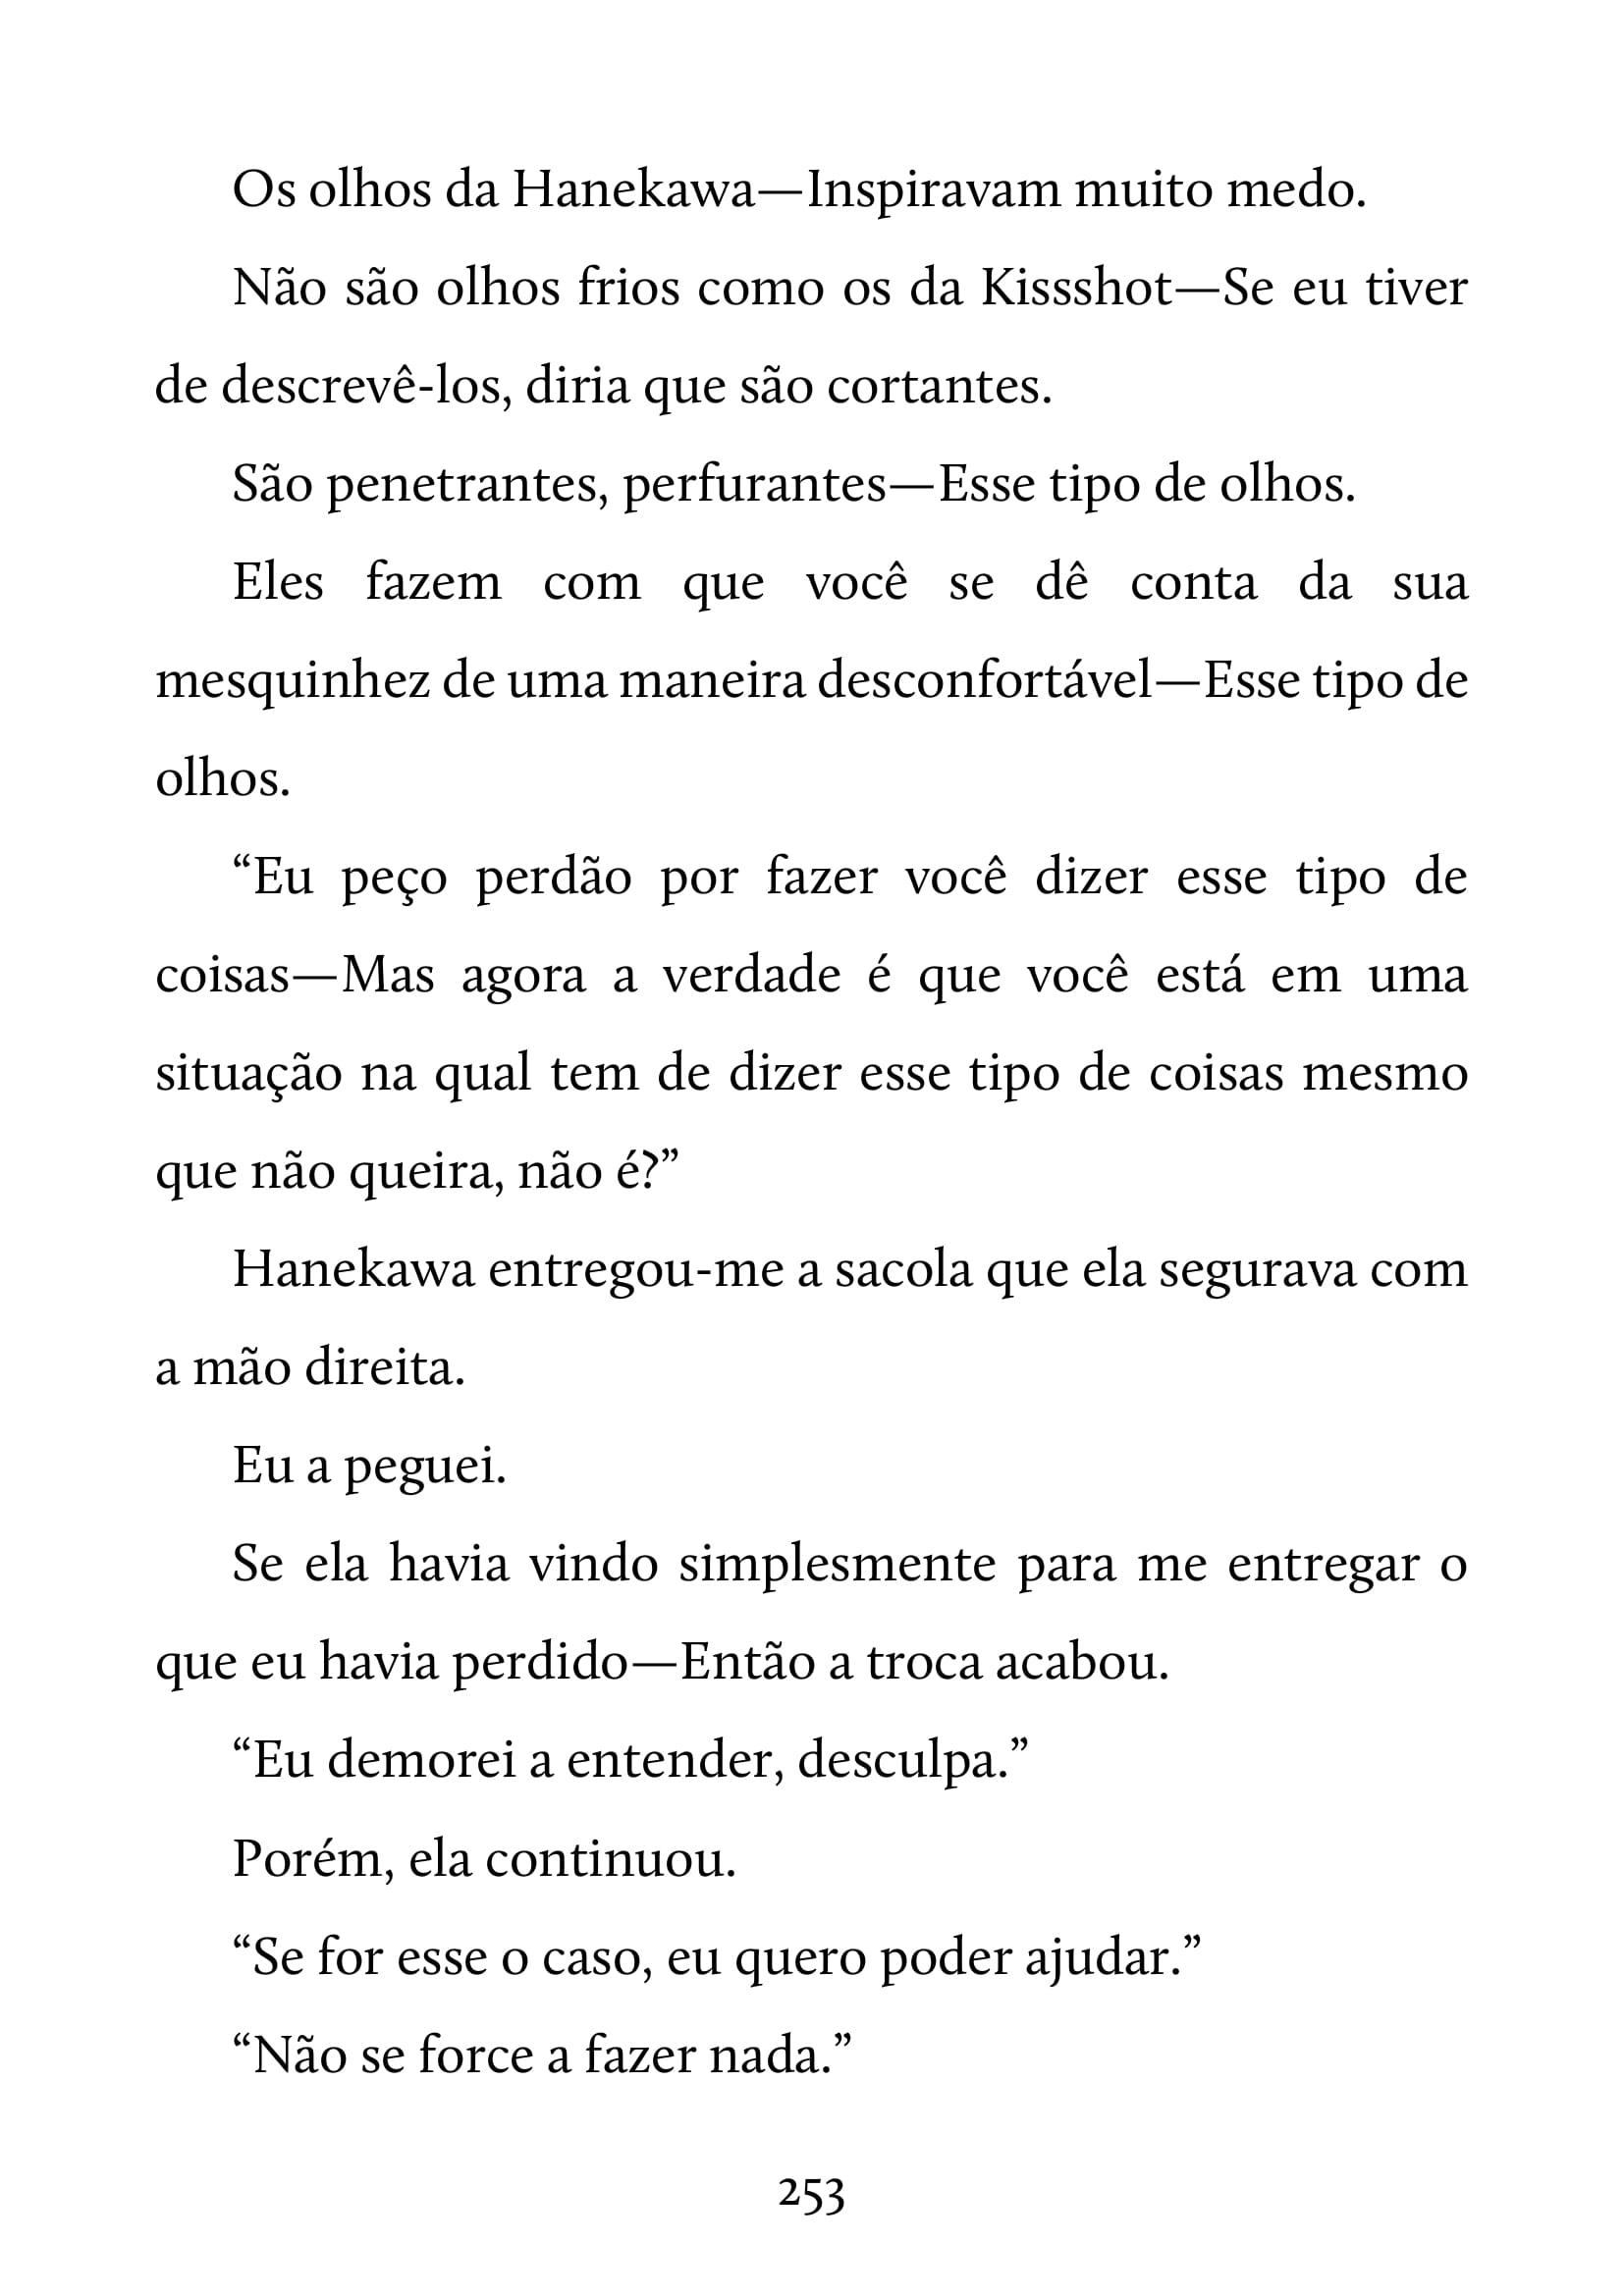 Os olhos da Hanekawa—Inspiravam muito medo.
Não são olhos frios como os da Kissshot—Se eu tiver
de descrevê-los, diria que são cortantes.
São penetrantes, perfurantes—Esse tipo de olhos.
Eles fazem com que você se dê conta da sua
mesquinhez de uma maneira desconfortável—Esse tipo de
olhos.
“Eu peço perdão por fazer você dizer esse tipo de
coisas—Mas agora a verdade é que você está em uma
situação na qual tem de dizer esse tipo de coisas mesmo
que não queira, não é?”
Hanekawa entregou-me a sacola que ela segurava com
a mão direita.
Eu a peguei.
Se ela havia vindo simplesmente para me entregar o
que eu havia perdido—Então a troca acabou.
“Eu demorei a entender, desculpa.”
Porém, ela continuou.
“Se for esse o caso, eu quero poder ajudar.”
“Não se force a fazer nada.”
253